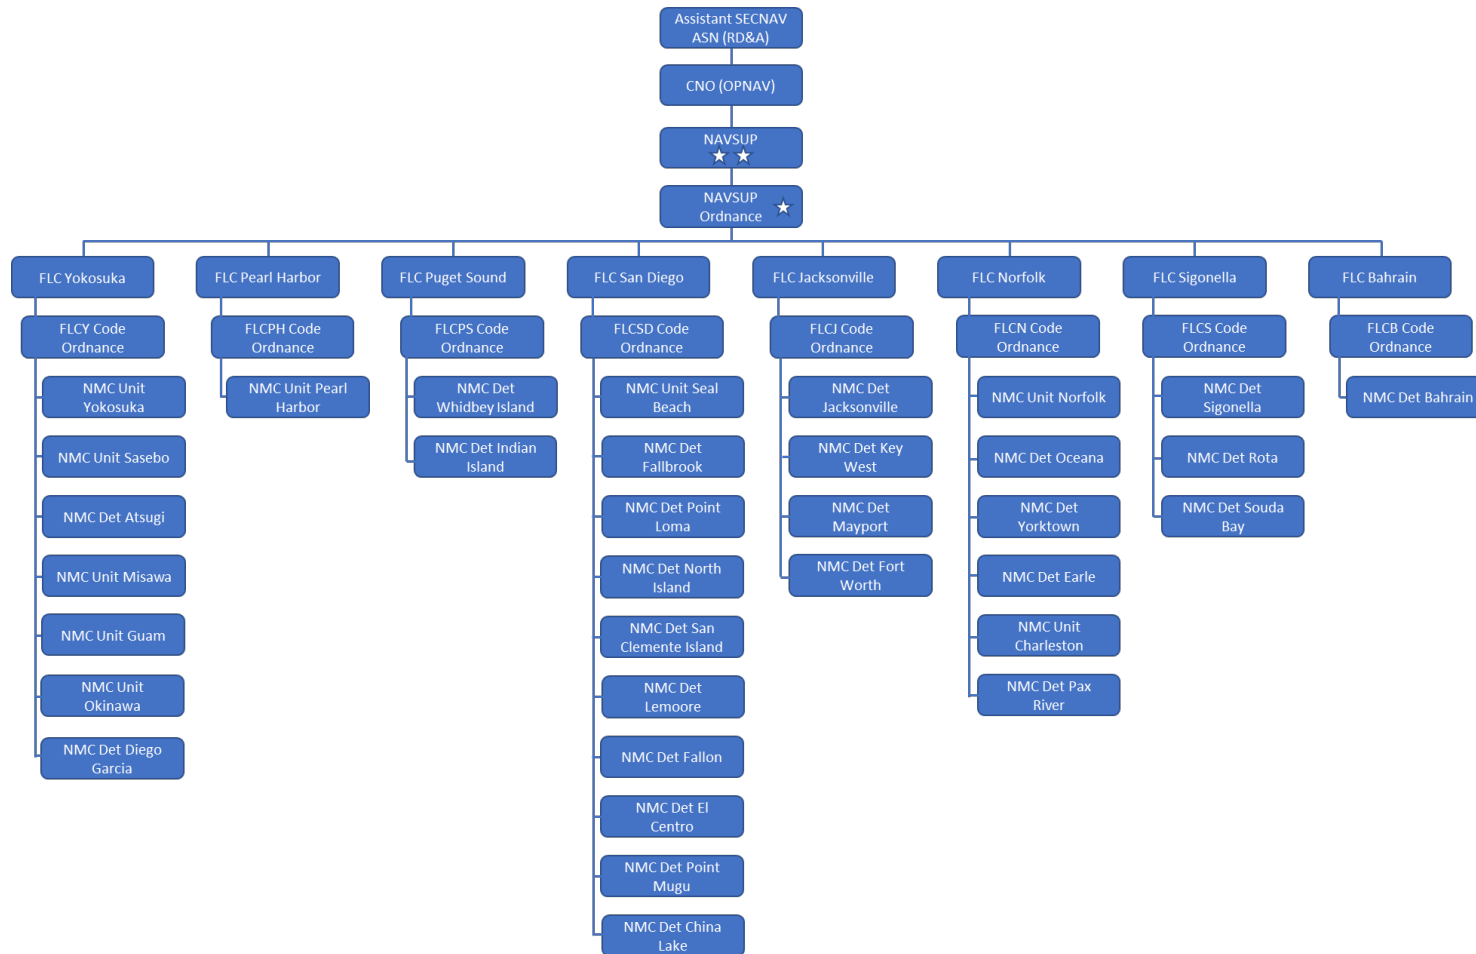 Assistant SECNAV
ASN (RD&A)
CNO (OPNAV)
NAVSUP
NAVSUP
Ordnance
FLC Yokosuka
FLC Pearl Harbor
FLC Puget Sound
FLC San Diego
FLC Jacksonville
FLC Norfolk
FLC Sigonella
FLC Bahrain
FLCY Code
Ordnance
FLCPH Code
Ordnance
FLCPS Code
Ordnance
FLCSD Code
Ordnance
FLCJ Code
Ordnance
FLCN Code
Ordnance
FLCS Code
Ordnance
FLCB Code
Ordnance
NMC Unit
Yokosuka
NMC Unit Sasebo
NMC Det Atsugi
NMC Unit Misawa
NMC Unit Guam
NMC Unit
Okinawa
NMC Det Diego
Garcia
NMC Unit Pearl
Harbor
NMC Det
Whidbey Island
NMC Det Indian
Island
NMC Unit Seal
Beach
NMC Det
Fallbrook
NMC Det Point
Loma
NMC Det North
Island
NMC Det San
Clemente Island
NMC Det
Lemoore
NMC Det Fallon
NMC Det El
Centro
NMC Det Point
Mugu
NMC Det China
Lake
NMC Det
Jacksonville
NMC Det Key
West
NMC Det
Mayport
NMC Det Fort
Worth
NMC Unit Norfolk
NMC Det Oceana
NMC Det
Yorktown
NMC Det Earle
NMC Unit
Charleston
NMC Det Pax
River
NMC Det
Sigonella
NMC Det Rota
NMC Det Souda
Bay
NMC Det Bahrain